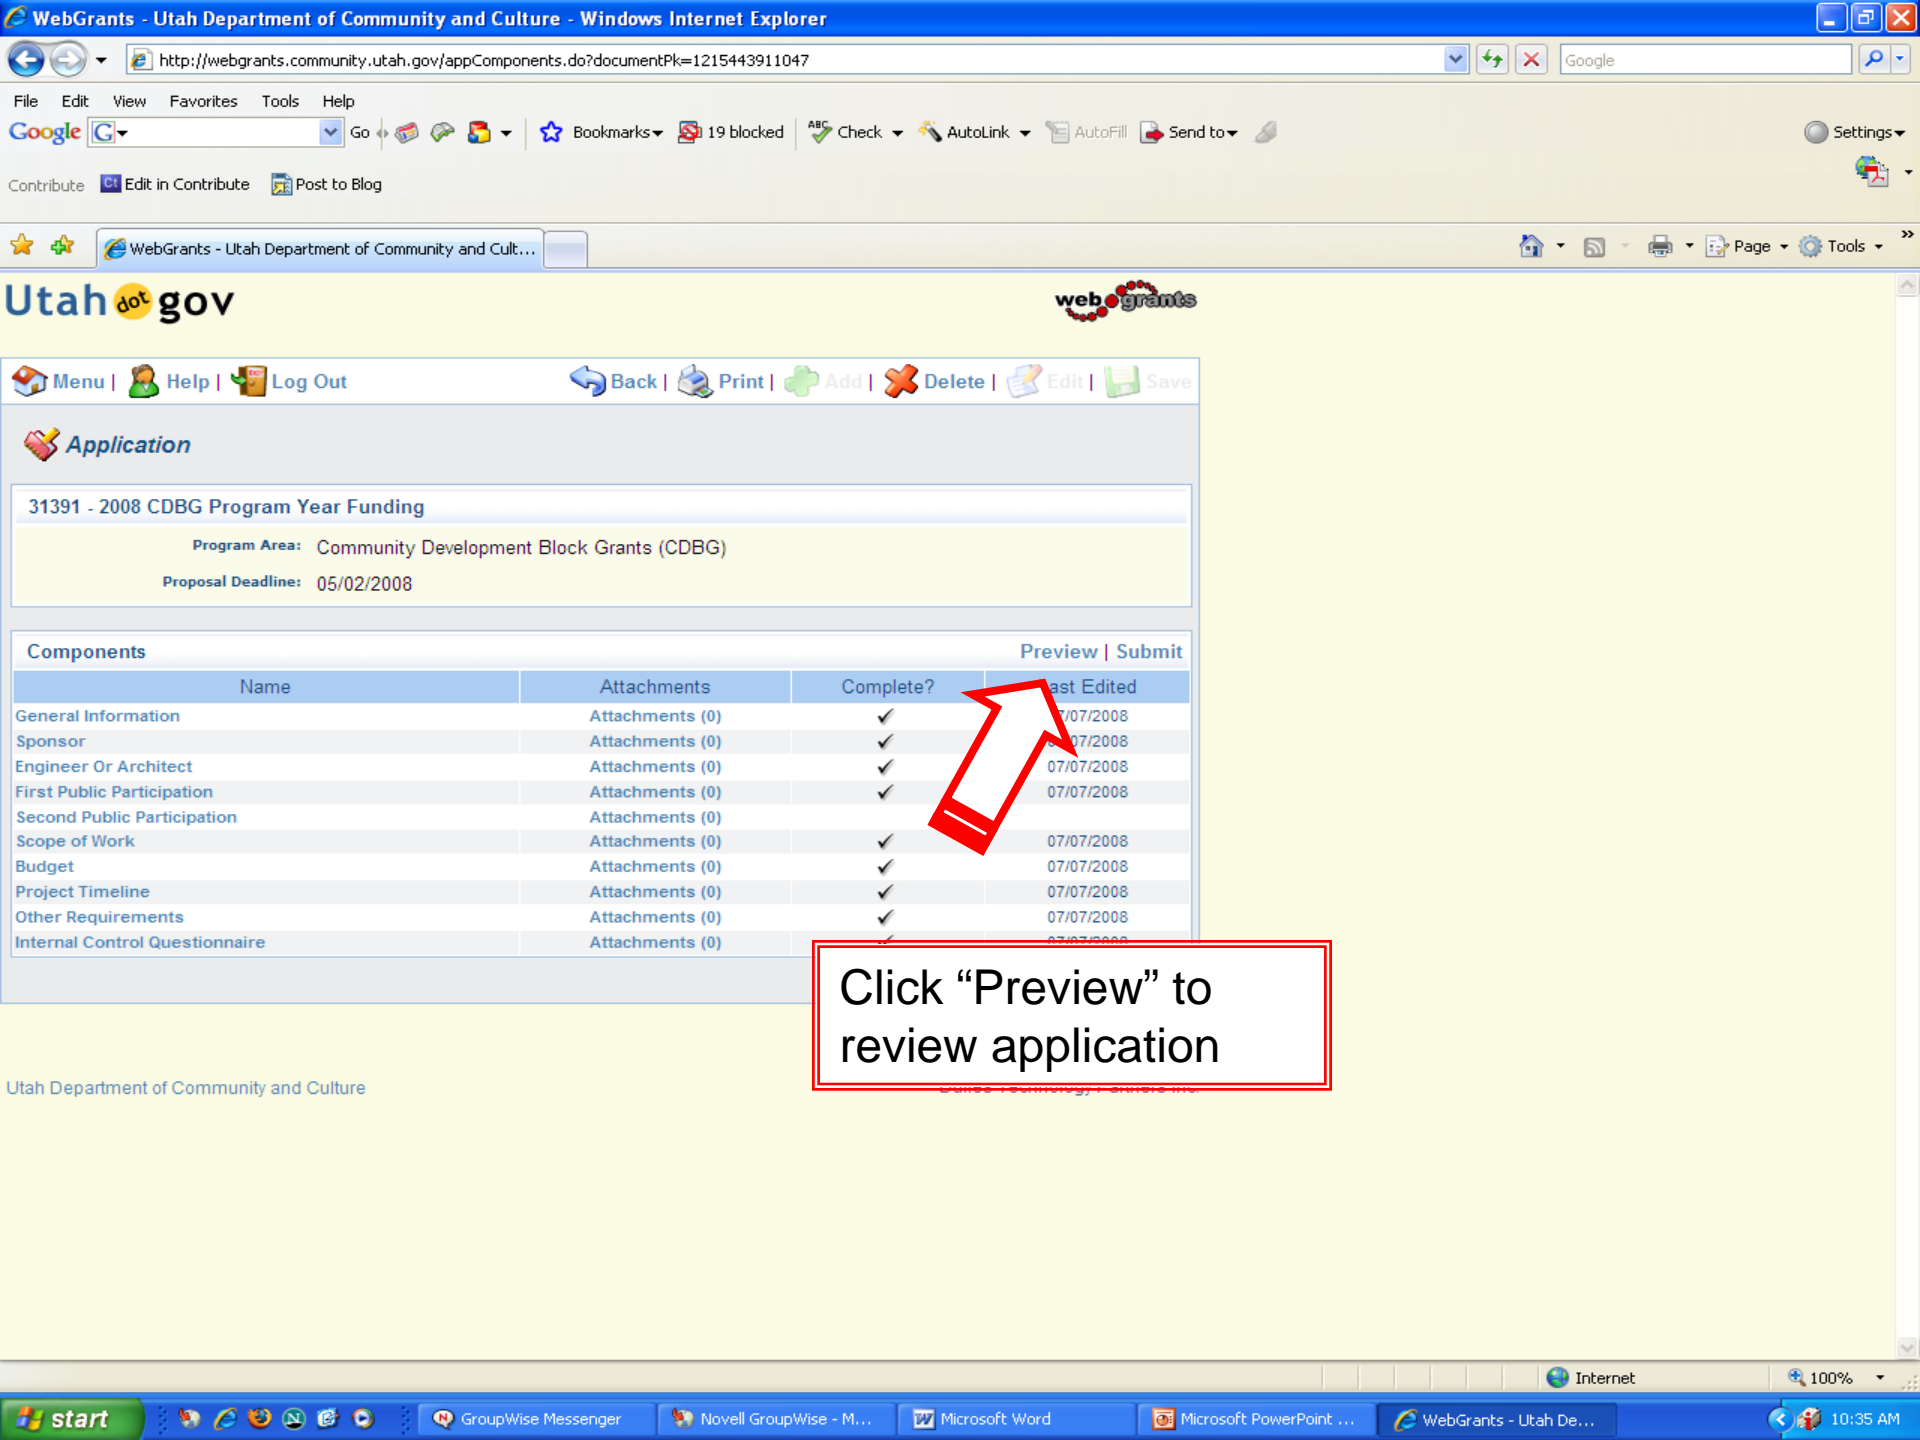 WebGrants - Utah Department of Community and Culture - Windows Internet Explorer
http://webgrants.community.utah.gov/appComponents.do?documentPk=1215443911047
Google
File Edit View Favorites Tools Help
Google G Go Bookmarks 19 blocked ABC Check AutoLink AutoFill Send to Settings
Contribute Ct Edit in Contribute Post to Blog
WebGrants - Utah Department of Community and Cult... Page Tools
Utah dot gov
web grants
Menu | Help | Log Out Back | Print | Add | Delete | Edit | Save
Application
31391 - 2008 CDBG Program Year Funding
Program Area: Community Development Block Grants (CDBG)
Proposal Deadline: 05/02/2008
Components Preview | Submit
Name Attachments Complete? ast Edited
General Information Attachments (0) ✓ 7/07/2008
Sponsor Attachments (0) ✓ 07/2008
Engineer Or Architect Attachments (0) ✓ 07/07/2008
First Public Participation Attachments (0) ✓ 07/07/2008
Second Public Participation Attachments (0)
Scope of Work Attachments (0) ✓ 07/07/2008
Budget Attachments (0) ✓ 07/07/2008
Project Timeline Attachments (0) ✓ 07/07/2008
Other Requirements Attachments (0) ✓ 07/07/2008
Internal Control Questionnaire Attachments (0)
Click “Preview” to
review application
Utah Department of Community and Culture
Internet 100%
start GroupWise Messenger Novell GroupWise - M... Microsoft Word Microsoft PowerPoint ... WebGrants - Utah De... 10:35 AM